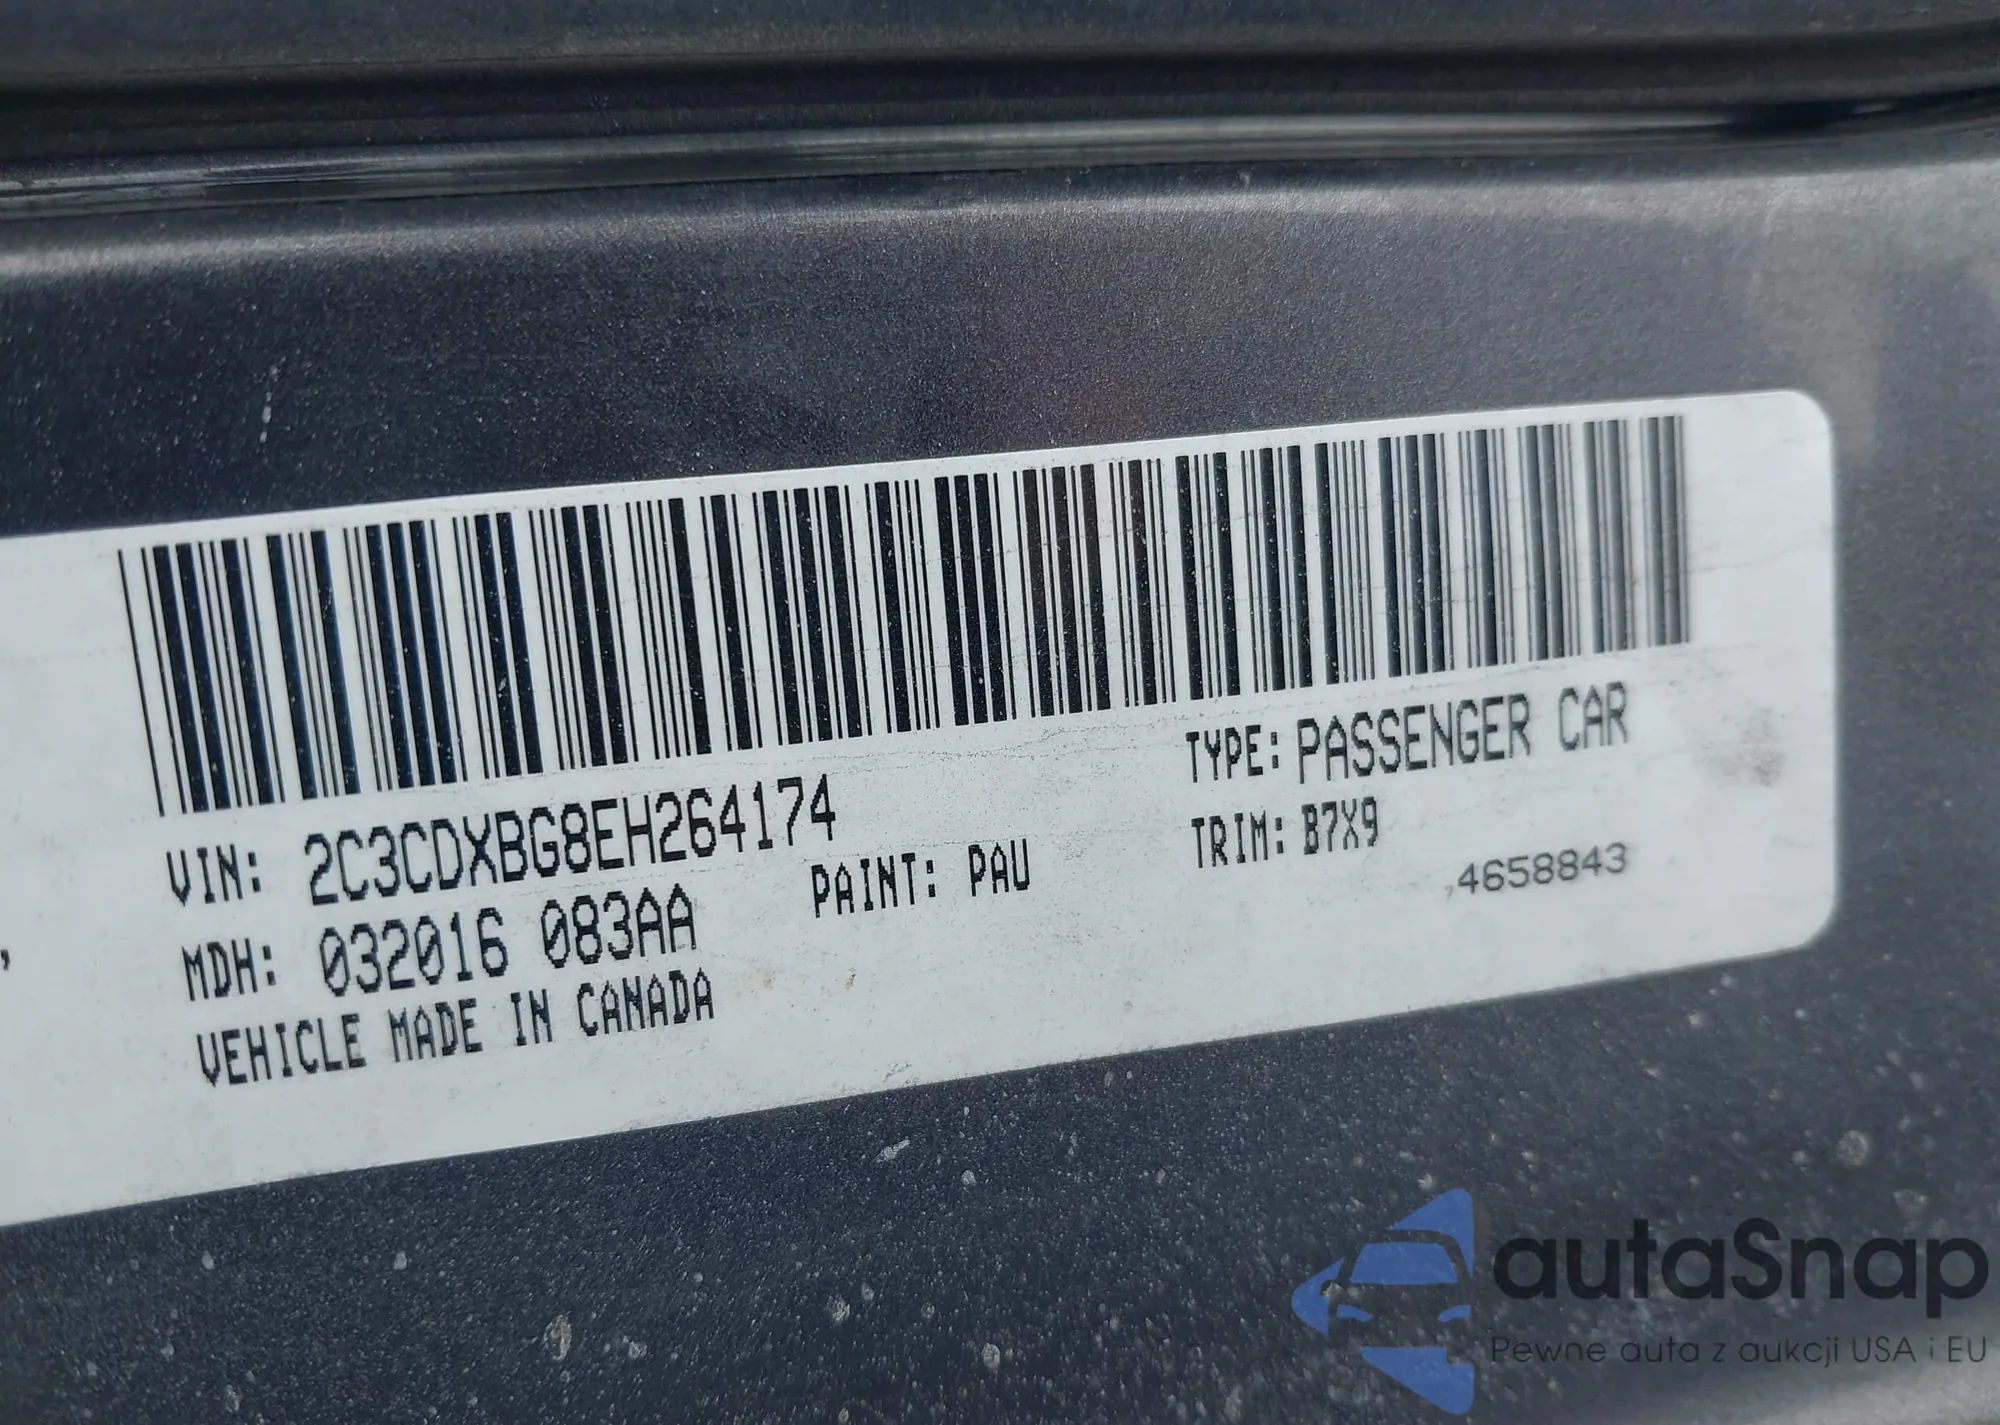 VIN: 2C3CDXBG8EH264174
TYPE: PASSENGER CAR
MDH: 032016 083AA
PAINT: PAU
TRIM: B7X9
VEHICLE MADE IN CANADA
,4658843
,
autaSnap
Pewne auta z aukcji USA i EU